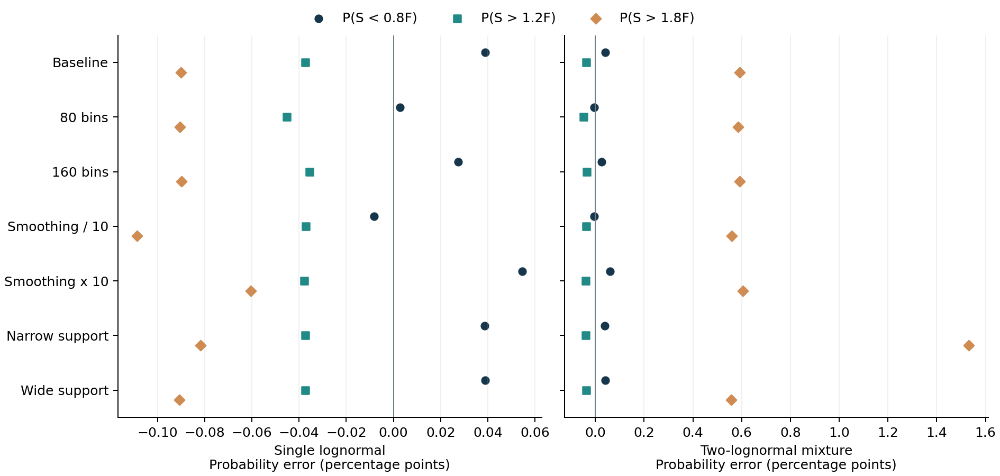 P(S < 0.8F) P(S > 1.2F) P(S > 1.8F)
Baseline
80 bins
160 bins
Smoothing / 10
Smoothing x 10
Narrow support
Wide support
−0.10 −0.08 −0.06 −0.04 −0.02 0.00 0.02 0.04 0.06
Single lognormal
Probability error (percentage points)
0.0 0.2 0.4 0.6 0.8 1.0 1.2 1.4 1.6
Two-lognormal mixture
Probability error (percentage points)